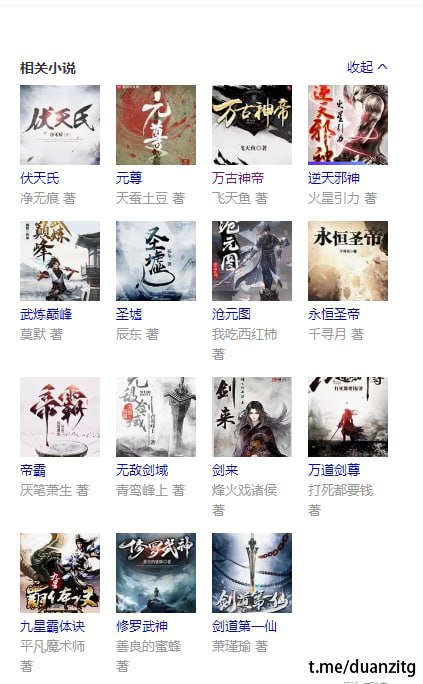 相关小说
收起
伏天氏
净无痕 著
元尊
天蚕土豆 著
万古神帝
飞天鱼 著
逆天邪神
火星引力 著
武炼巅峰
莫默 著
圣墟
辰东 著
沧元图
我吃西红柿
著
永恒圣帝
千寻月 著
帝霸
厌笔萧生 著
无敌剑域
青鸾峰上 著
剑来
烽火戏诸侯
著
万道剑尊
打死都要钱
著
九星霸体诀
平凡魔术师
著
修罗武神
善良的蜜蜂
著
剑道第一仙
萧瑾瑜 著
t.me/duanzitg